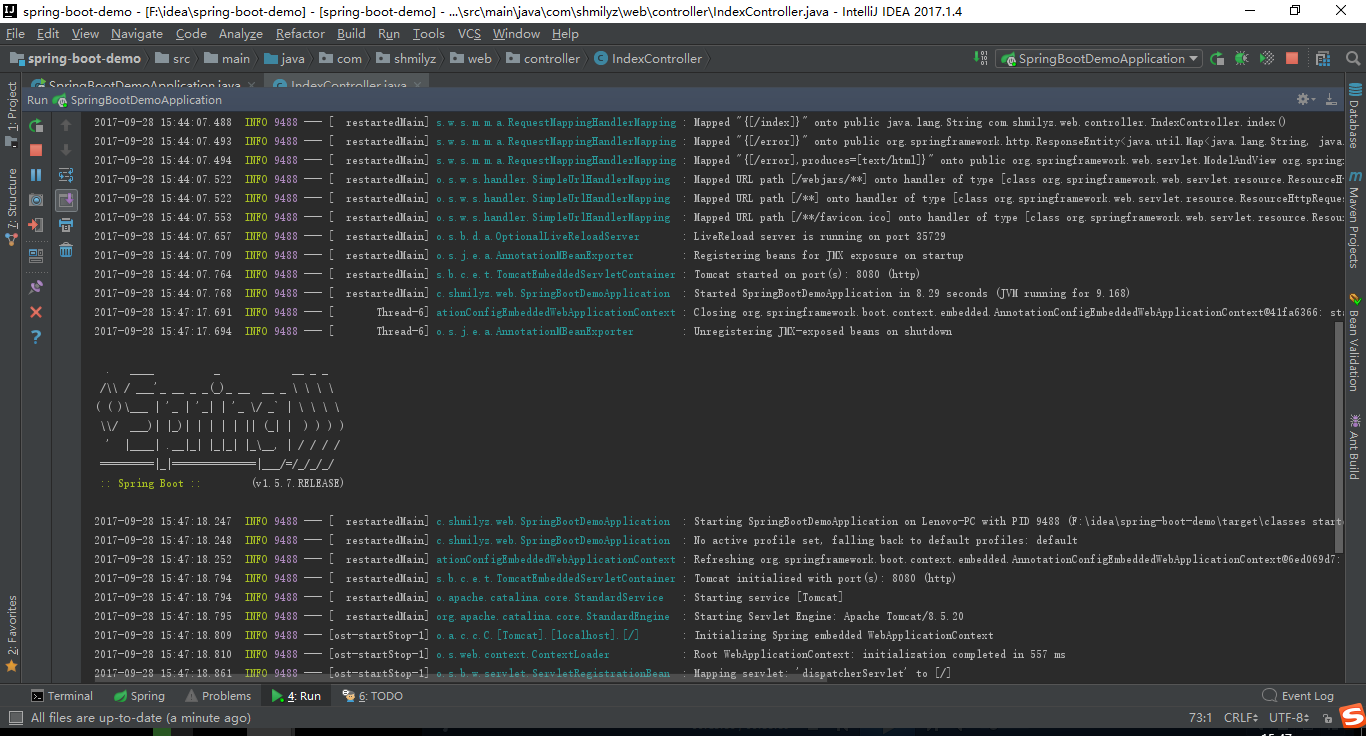 spring-boot-demo - [F:\idea\spring-boot-demo] - [spring-boot-demo] - ...\src\main\java\com\shmilyz\web\controller\IndexController.java - IntelliJ IDEA 2017.1.4
File Edit View Navigate Code Analyze Refactor Build Run Tools VCS Window Help
spring-boot-demo src main java com shmilyz web controller IndexController SpringBootDemoApplication
SpringBootDemoApplication.java IndexController.java
Run SpringBootDemoApplication
1: Project
7: Structure
2: Favorites
2017-09-28 15:44:07.488 INFO 9488 --- [ restartedMain] s.w.s.m.m.a.RequestMappingHandlerMapping : Mapped "{[/index]}" onto public java.lang.String com.shmilyz.web.controller.IndexController.index()
2017-09-28 15:44:07.493 INFO 9488 --- [ restartedMain] s.w.s.m.m.a.RequestMappingHandlerMapping : Mapped "{[/error]}" onto public org.springframework.http.ResponseEntity<java.util.Map<java.lang.String, java.
2017-09-28 15:44:07.494 INFO 9488 --- [ restartedMain] s.w.s.m.m.a.RequestMappingHandlerMapping : Mapped "{[/error],produces=[text/html]}" onto public org.springframework.web.servlet.ModelAndView org.spring
2017-09-28 15:44:07.522 INFO 9488 --- [ restartedMain] o.s.w.s.handler.SimpleUrlHandlerMapping : Mapped URL path [/webjars/**] onto handler of type [class org.springframework.web.servlet.resource.ResourceH
2017-09-28 15:44:07.522 INFO 9488 --- [ restartedMain] o.s.w.s.handler.SimpleUrlHandlerMapping : Mapped URL path [/**] onto handler of type [class org.springframework.web.servlet.resource.ResourceHttpReque
2017-09-28 15:44:07.553 INFO 9488 --- [ restartedMain] o.s.w.s.handler.SimpleUrlHandlerMapping : Mapped URL path [/**/favicon.ico] onto handler of type [class org.springframework.web.servlet.resource.Resou
2017-09-28 15:44:07.657 INFO 9488 --- [ restartedMain] o.s.b.d.a.OptionalLiveReloadServer : LiveReload server is running on port 35729
2017-09-28 15:44:07.709 INFO 9488 --- [ restartedMain] o.s.j.e.a.AnnotationMBeanExporter : Registering beans for JMX exposure on startup
2017-09-28 15:44:07.764 INFO 9488 --- [ restartedMain] s.b.c.e.t.TomcatEmbeddedServletContainer : Tomcat started on port(s): 8080 (http)
2017-09-28 15:44:07.768 INFO 9488 --- [ restartedMain] c.shmilyz.web.SpringBootDemoApplication : Started SpringBootDemoApplication in 8.29 seconds (JVM running for 9.168)
2017-09-28 15:47:17.691 INFO 9488 --- [ Thread-6] ationConfigEmbeddedWebApplicationContext : Closing org.springframework.boot.context.embedded.AnnotationConfigEmbeddedWebApplicationContext@41fa6366: sta
2017-09-28 15:47:17.694 INFO 9488 --- [ Thread-6] o.s.j.e.a.AnnotationMBeanExporter : Unregistering JMX-exposed beans on shutdown
:: Spring Boot :: (v1.5.7.RELEASE)
2017-09-28 15:47:18.247 INFO 9488 --- [ restartedMain] c.shmilyz.web.SpringBootDemoApplication : Starting SpringBootDemoApplication on Lenovo-PC with PID 9488 (F:\idea\spring-boot-demo\target\classes starte
2017-09-28 15:47:18.248 INFO 9488 --- [ restartedMain] c.shmilyz.web.SpringBootDemoApplication : No active profile set, falling back to default profiles: default
2017-09-28 15:47:18.252 INFO 9488 --- [ restartedMain] ationConfigEmbeddedWebApplicationContext : Refreshing org.springframework.boot.context.embedded.AnnotationConfigEmbeddedWebApplicationContext@6ed069d7:
2017-09-28 15:47:18.794 INFO 9488 --- [ restartedMain] s.b.c.e.t.TomcatEmbeddedServletContainer : Tomcat initialized with port(s): 8080 (http)
2017-09-28 15:47:18.794 INFO 9488 --- [ restartedMain] o.apache.catalina.core.StandardService : Starting service [Tomcat]
2017-09-28 15:47:18.795 INFO 9488 --- [ restartedMain] org.apache.catalina.core.StandardEngine : Starting Servlet Engine: Apache Tomcat/8.5.20
2017-09-28 15:47:18.809 INFO 9488 --- [ost-startStop-1] o.a.c.c.C.[Tomcat].[localhost].[/] : Initializing Spring embedded WebApplicationContext
2017-09-28 15:47:18.810 INFO 9488 --- [ost-startStop-1] o.s.web.context.ContextLoader : Root WebApplicationContext: initialization completed in 557 ms
2017-09-28 15:47:18.861 INFO 9488 --- [ost-startStop-1] o.s.b.w.servlet.ServletRegistrationBean : Mapping servlet: 'dispatcherServlet' to [/]
Database
Maven Projects
Bean Validation
Ant Build
Terminal Spring Problems 4: Run 6: TODO Event Log
All files are up-to-date (a minute ago) 73:1 CRLF UTF-8